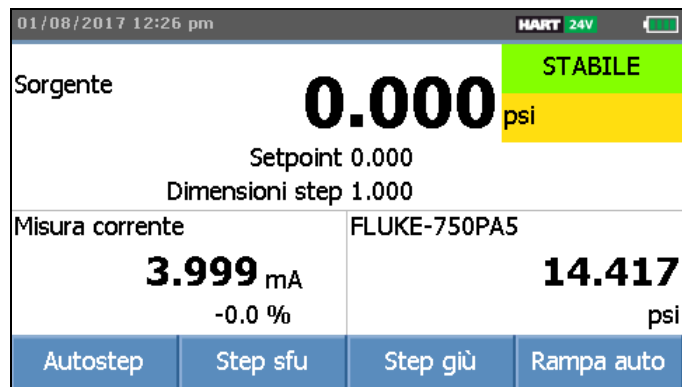 01/08/2017 12:26 pm HART 24V
STABILE
Sorgente 0.000 psi
Setpoint 0.000
Dimensioni step 1.000
Misura corrente FLUKE-750PA5
3.999 mA 14.417
-0.0 % psi
Autostep Step sfu Step giù Rampa auto